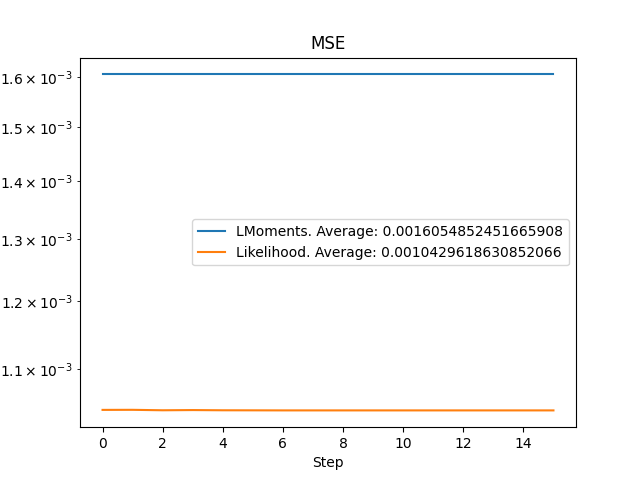 MSE
1.6 × 10⁻³
1.5 × 10⁻³
1.4 × 10⁻³
1.3 × 10⁻³
1.2 × 10⁻³
1.1 × 10⁻³
LMoments. Average: 0.0016054852451665908
Likelihood. Average: 0.0010429618630852066
0 2 4 6 8 10 12 14
Step